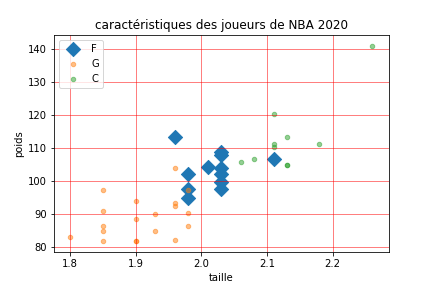 caractéristiques des joueurs de NBA 2020
140
130
120
110
100
90
80
poids
F
G
C
1.8
1.9
2.0
2.1
2.2
taille